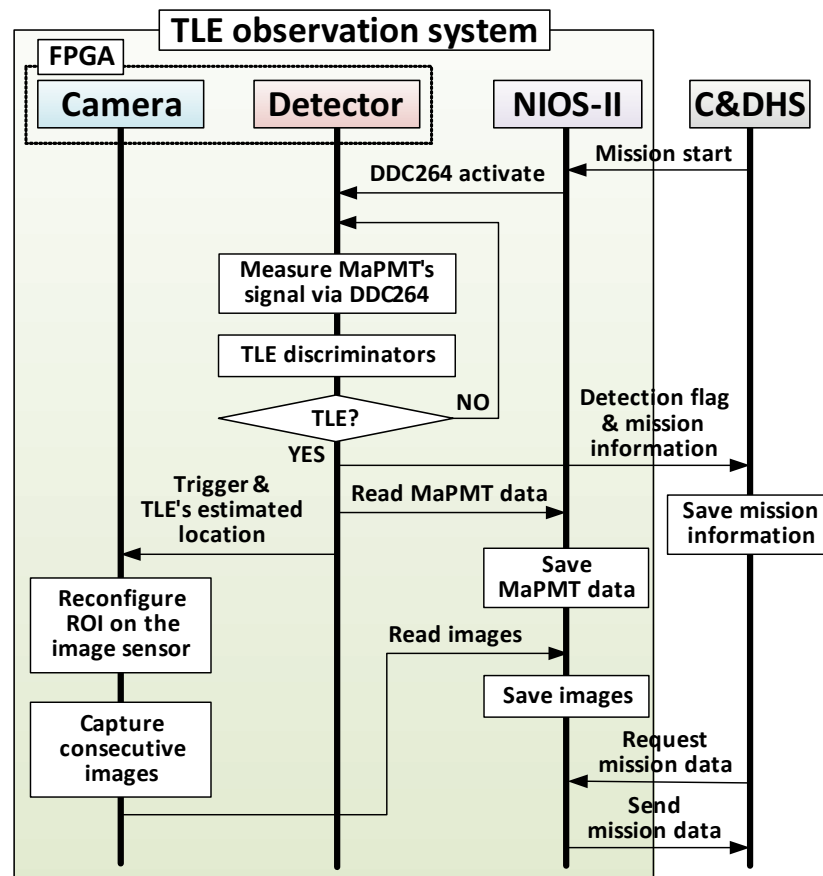 TLE observation system
FPGA
Camera
Detector
NIOS-II
C&DHS
Mission start
DDC264 activate
Measure MaPMT's
signal via DDC264
TLE discriminators
TLE?
NO
YES
Detection flag
& mission
information
Trigger &
TLE's estimated
location
Read MaPMT data
Save mission
information
Save
MaPMT data
Reconfigure
ROI on the
image sensor
Read images
Save images
Capture
consecutive
images
Request
mission data
Send
mission data